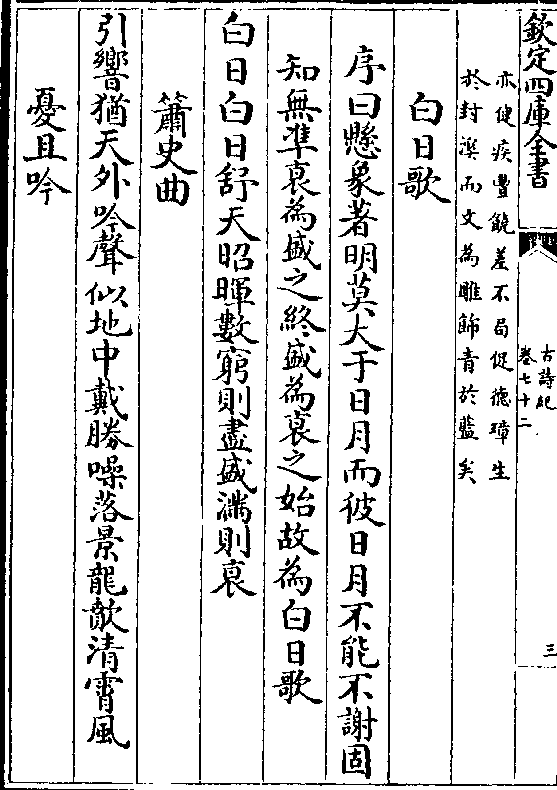 欽定四庫全書
古詩紀
卷七十二
三
亦健疾豐饒差不局促德璋生
於封溪而文為雕飾青於藍矣
白日歌
序曰懸象著明莫大于日月而彼日月不能不謝固
知無準衰為盛之終盛為衰之始故為白日歌
白日白日舒天昭暉數窮則盡盛滿則衰
簫史曲
引響猶天外吟聲似地中戴勝噪落景龍歕清霄風
憂且吟